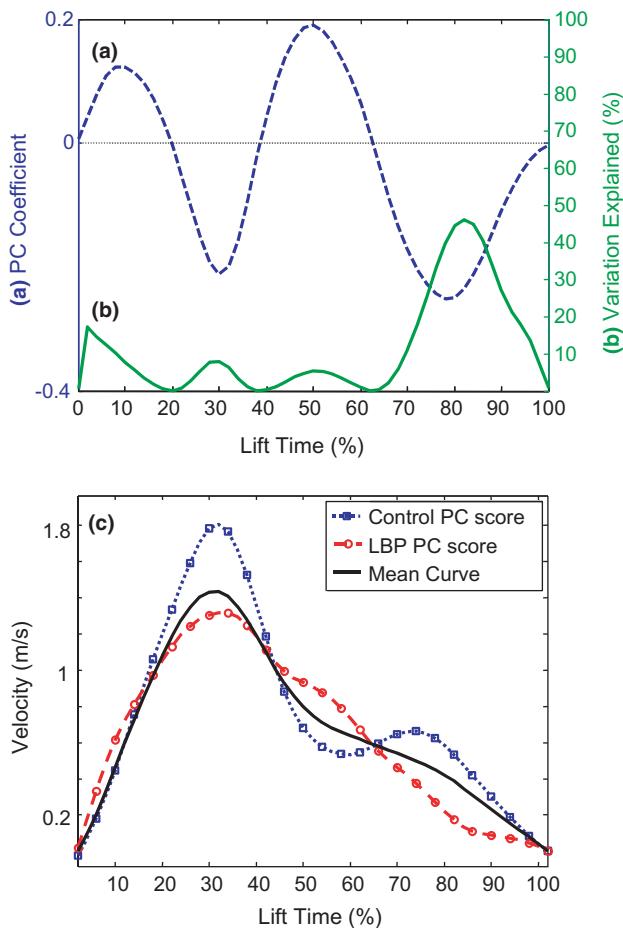 0.2
0
-0.4
(a) PC Coefficient
(a)
(b)
100
90
80
70
60
50
40
30
20
10
(b) Variation Explained (%)
0 10 20 30 40 50 60 70 80 90 100
Lift Time (%)
(c)
Control PC score
LBP PC score
Mean Curve
1.8
1
0.2
Velocity (m/s)
10 20 30 40 50 60 70 80 90 100
Lift Time (%)